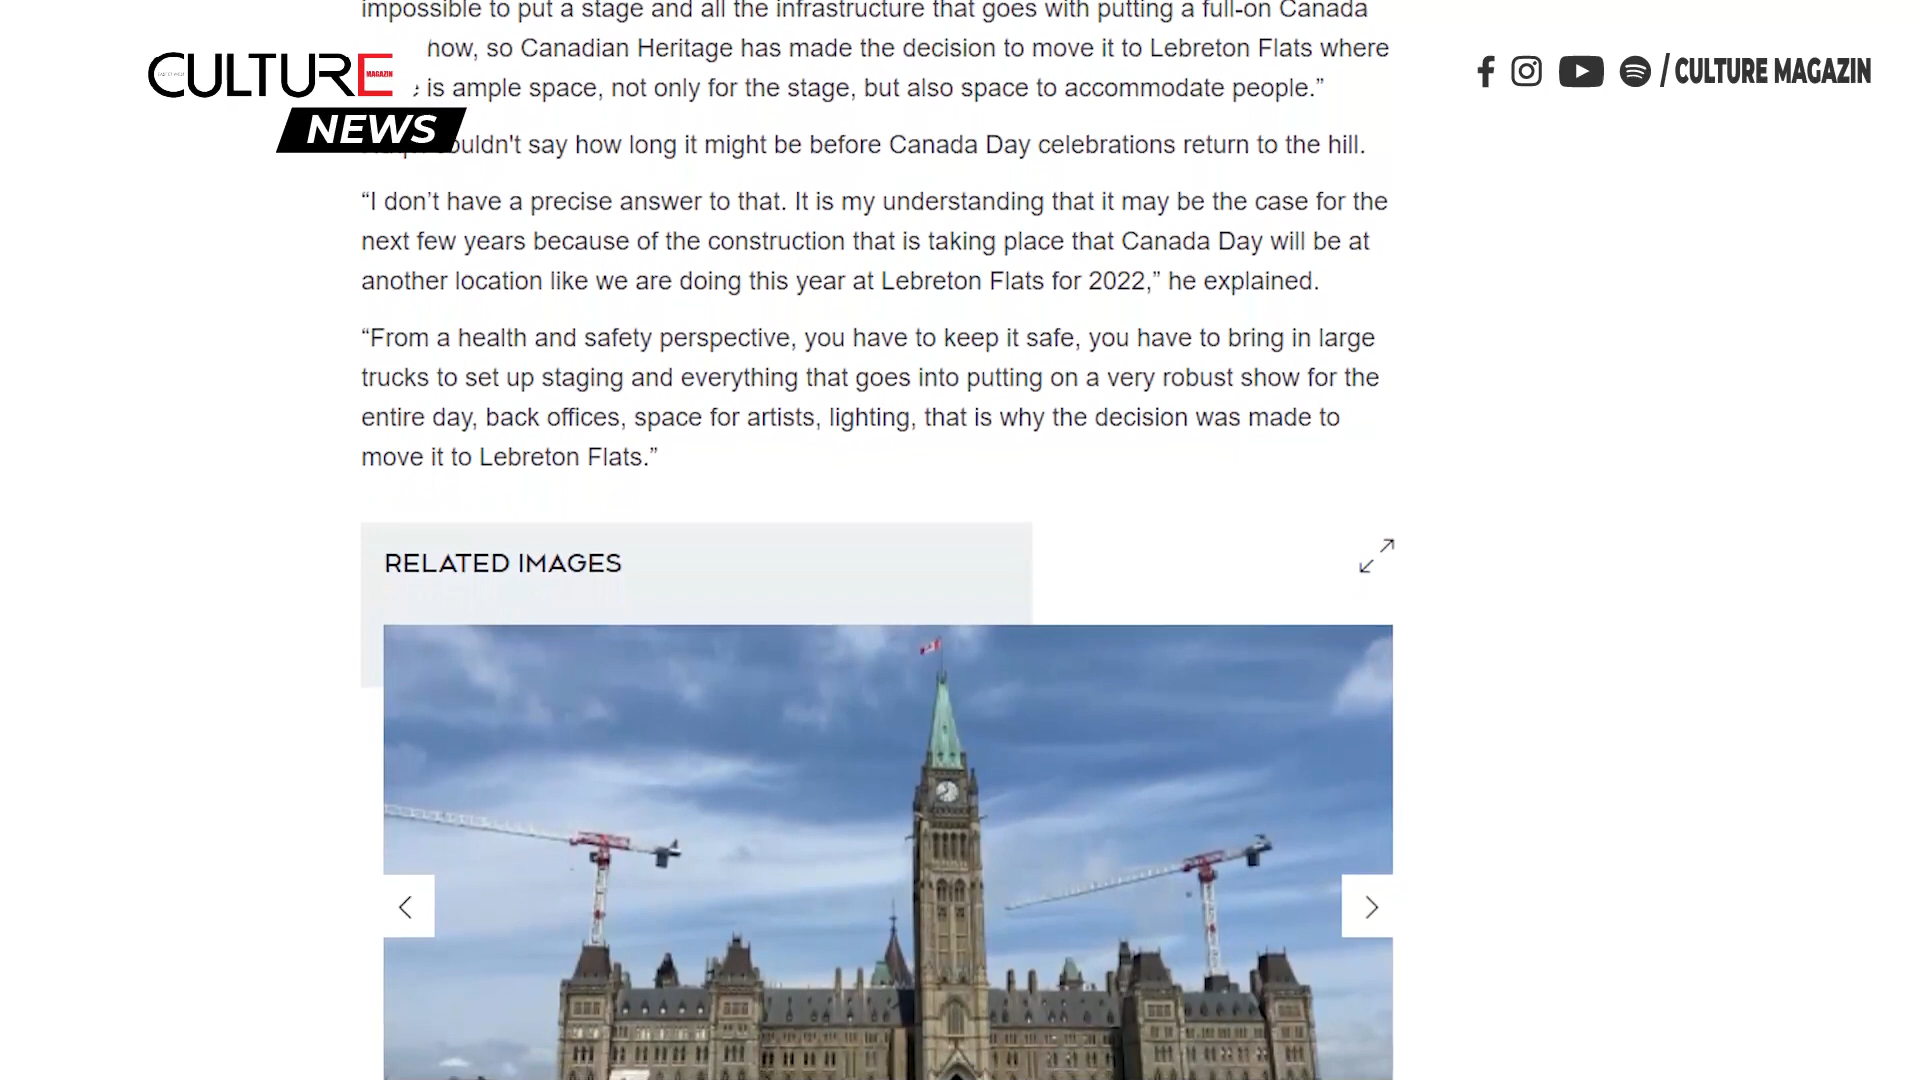 impossible to put a stage and all the infrastructure that goes with putting a full-on Canada
how, so Canadian Heritage has made the decision to move it to Lebreton Flats where
is ample space, not only for the stage, but also space to accommodate people.”
ouldn't say how long it might be before Canada Day celebrations return to the hill.
“I don’t have a precise answer to that. It is my understanding that it may be the case for the
next few years because of the construction that is taking place that Canada Day will be at
another location like we are doing this year at Lebreton Flats for 2022,” he explained.
“From a health and safety perspective, you have to keep it safe, you have to bring in large
trucks to set up staging and everything that goes into putting on a very robust show for the
entire day, back offices, space for artists, lighting, that is why the decision was made to
move it to Lebreton Flats.”
CULTURE
MAGAZIN
NEWS
/ CULTURE MAGAZIN
RELATED IMAGES